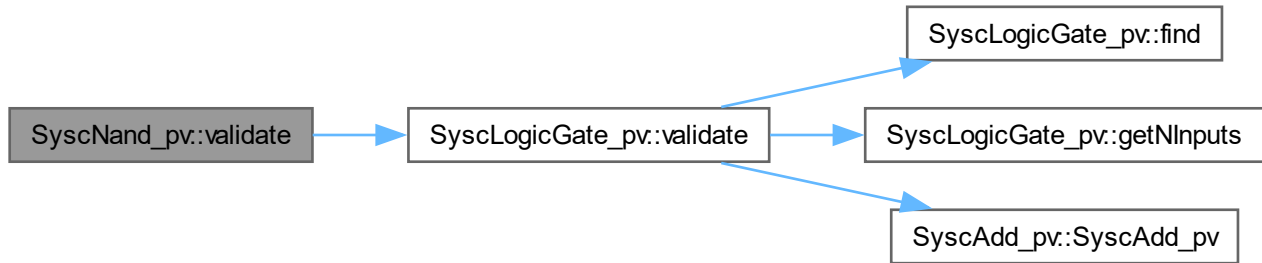 SyscLogicGate_pv::find
SyscNand_pv::validate
SyscLogicGate_pv::validate
SyscLogicGate_pv::getNInputs
SyscAdd_pv::SyscAdd_pv